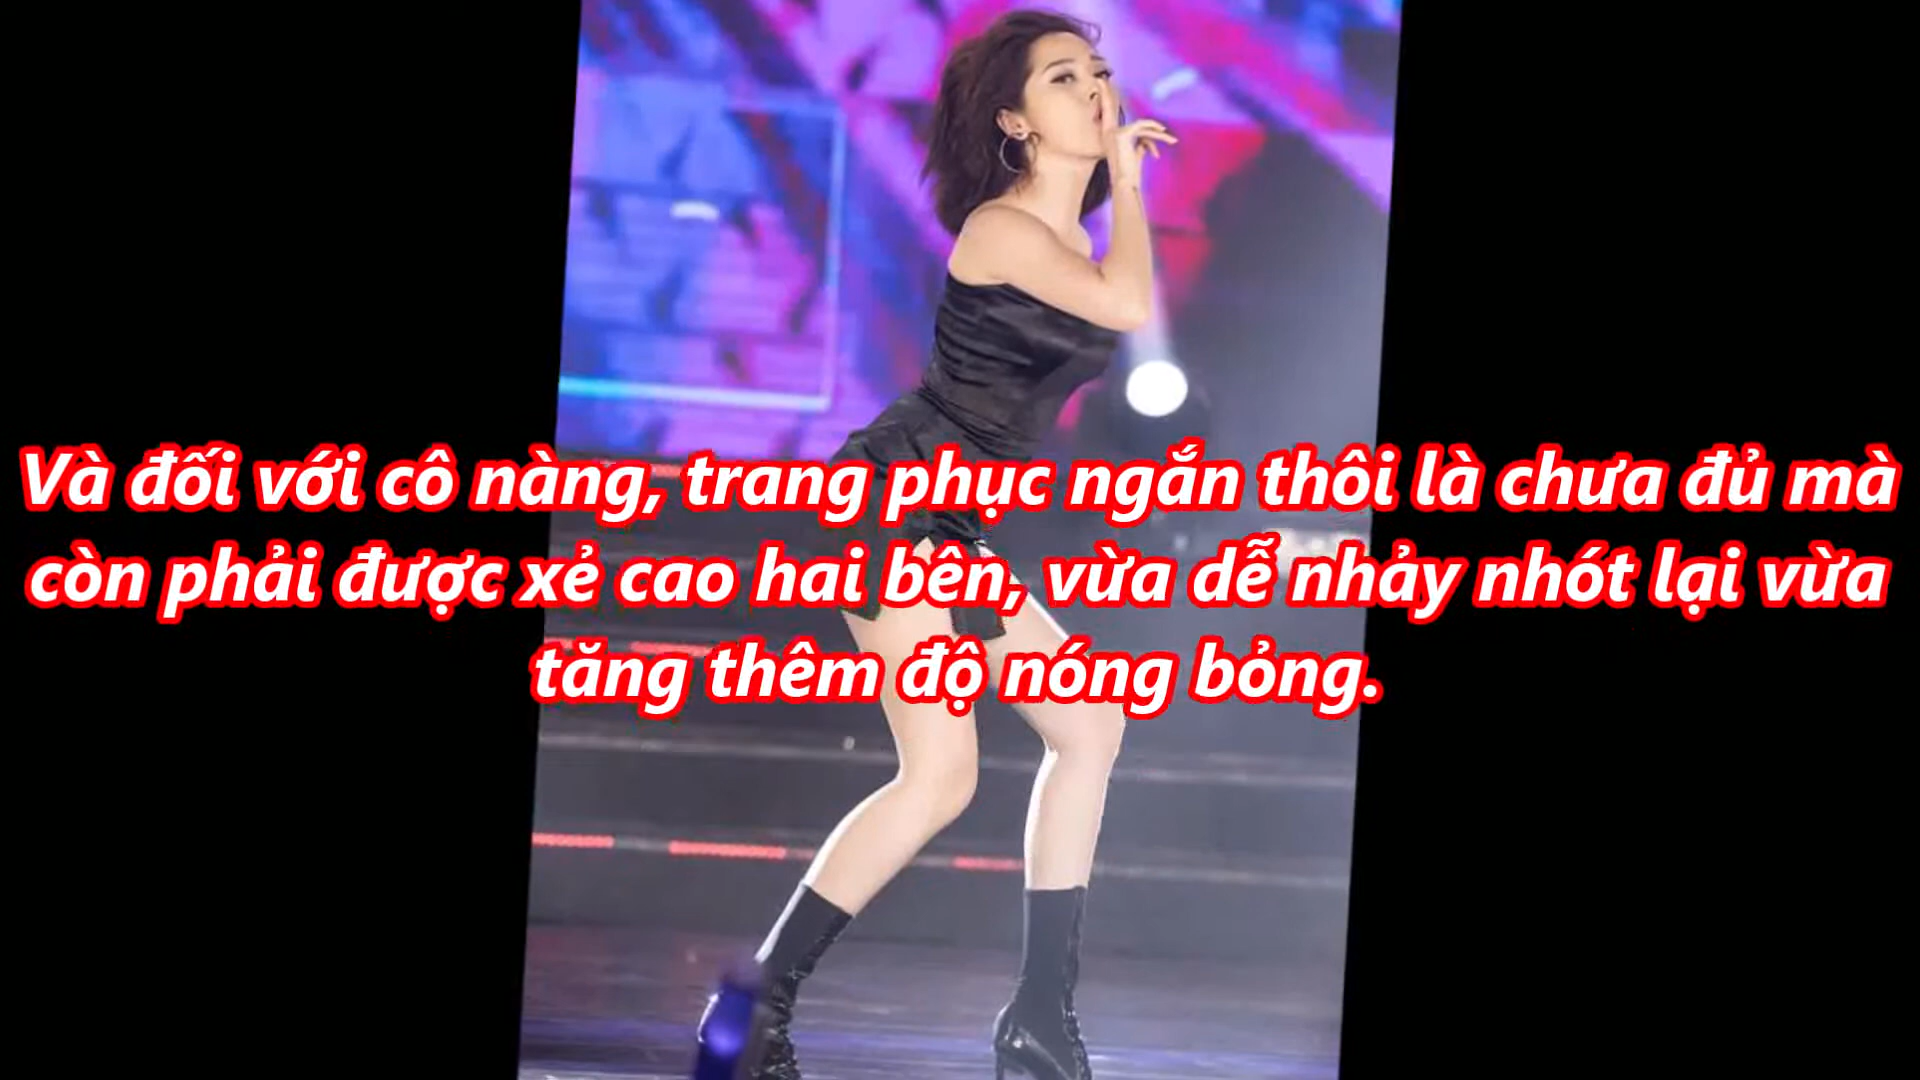 Và đối với cô nàng, trang phục ngắn thôi là chưa đủ mà
còn phải được xẻ cao hai bên, vừa dễ nhảy nhót lại vừa
tăng thêm độ nóng bỏng.